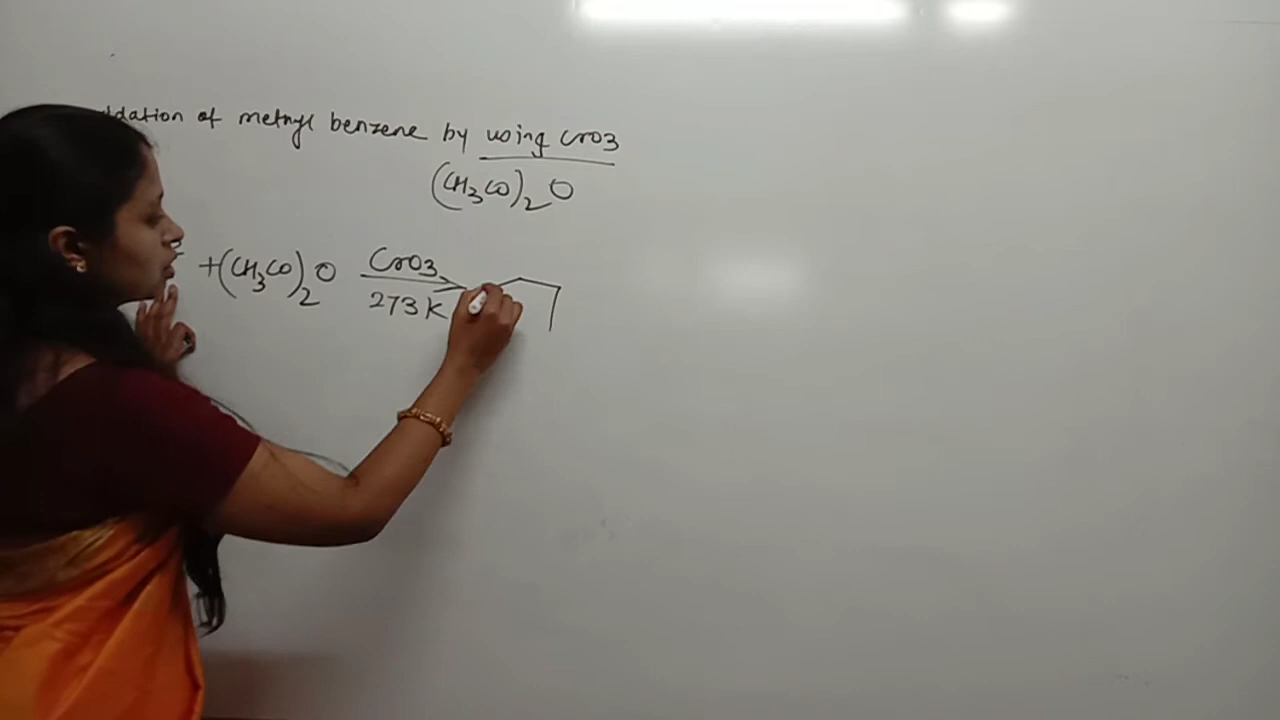 dation of methyl benzene by using CrO3
(CH3CO)2O
+(CH3CO)2O CrO3
273 K